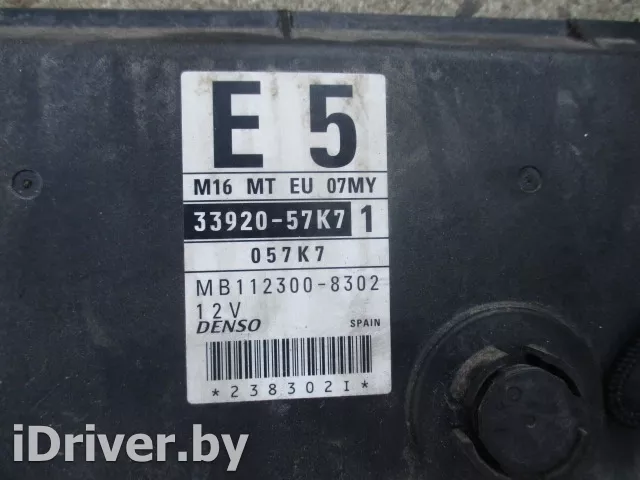 E 5
M16 MT EU 07MY
33920-57K7 1
057K7
MB112300-8302
12V
DENSO SPAIN
*238302I*
iDriver.by